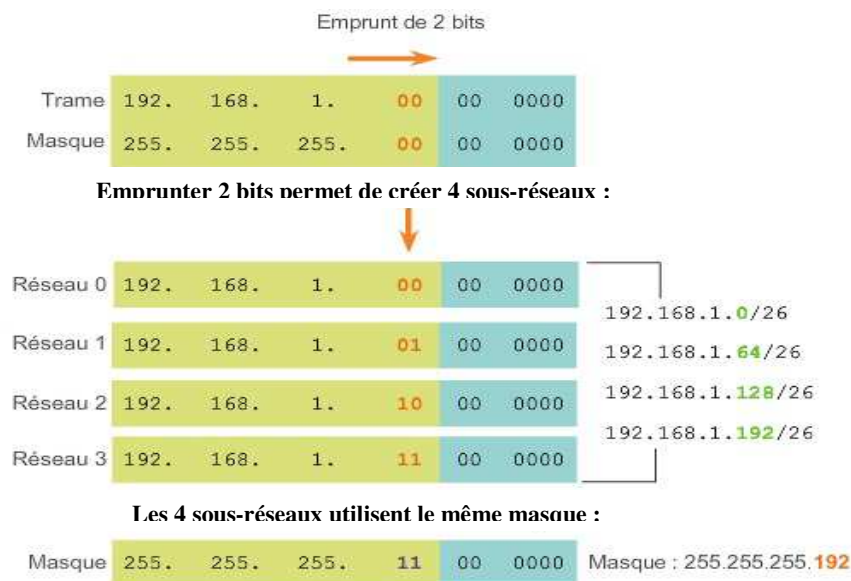 Emprunt de 2 bits
Trame 192. 168. 1. 00 00 0000
Masque 255. 255. 255. 00 00 0000
Emprunter 2 bits permet de créer 4 sous-réseaux :
Réseau 0 192. 168. 1. 00 00 0000
192.168.1.0/26
Réseau 1 192. 168. 1. 01 00 0000
192.168.1.64/26
Réseau 2 192. 168. 1. 10 00 0000
192.168.1.128/26
Réseau 3 192. 168. 1. 11 00 0000
192.168.1.192/26
Les 4 sous-réseaux utilisent le même masque :
Masque 255. 255. 255. 11 00 0000 Masque : 255.255.255.192